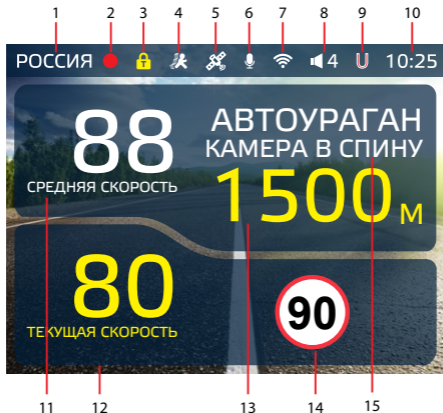 1 2 3 4 5 6 7 8 9 10
РОССИЯ T 4 U 10:25
88 АВТОУРАГАН
КАМЕРА В СПИНУ
СРЕДНЯЯ СКОРОСТЬ
1500 м
80
ТЕКУЩАЯ СКОРОСТЬ
90
11 12 13 14 15